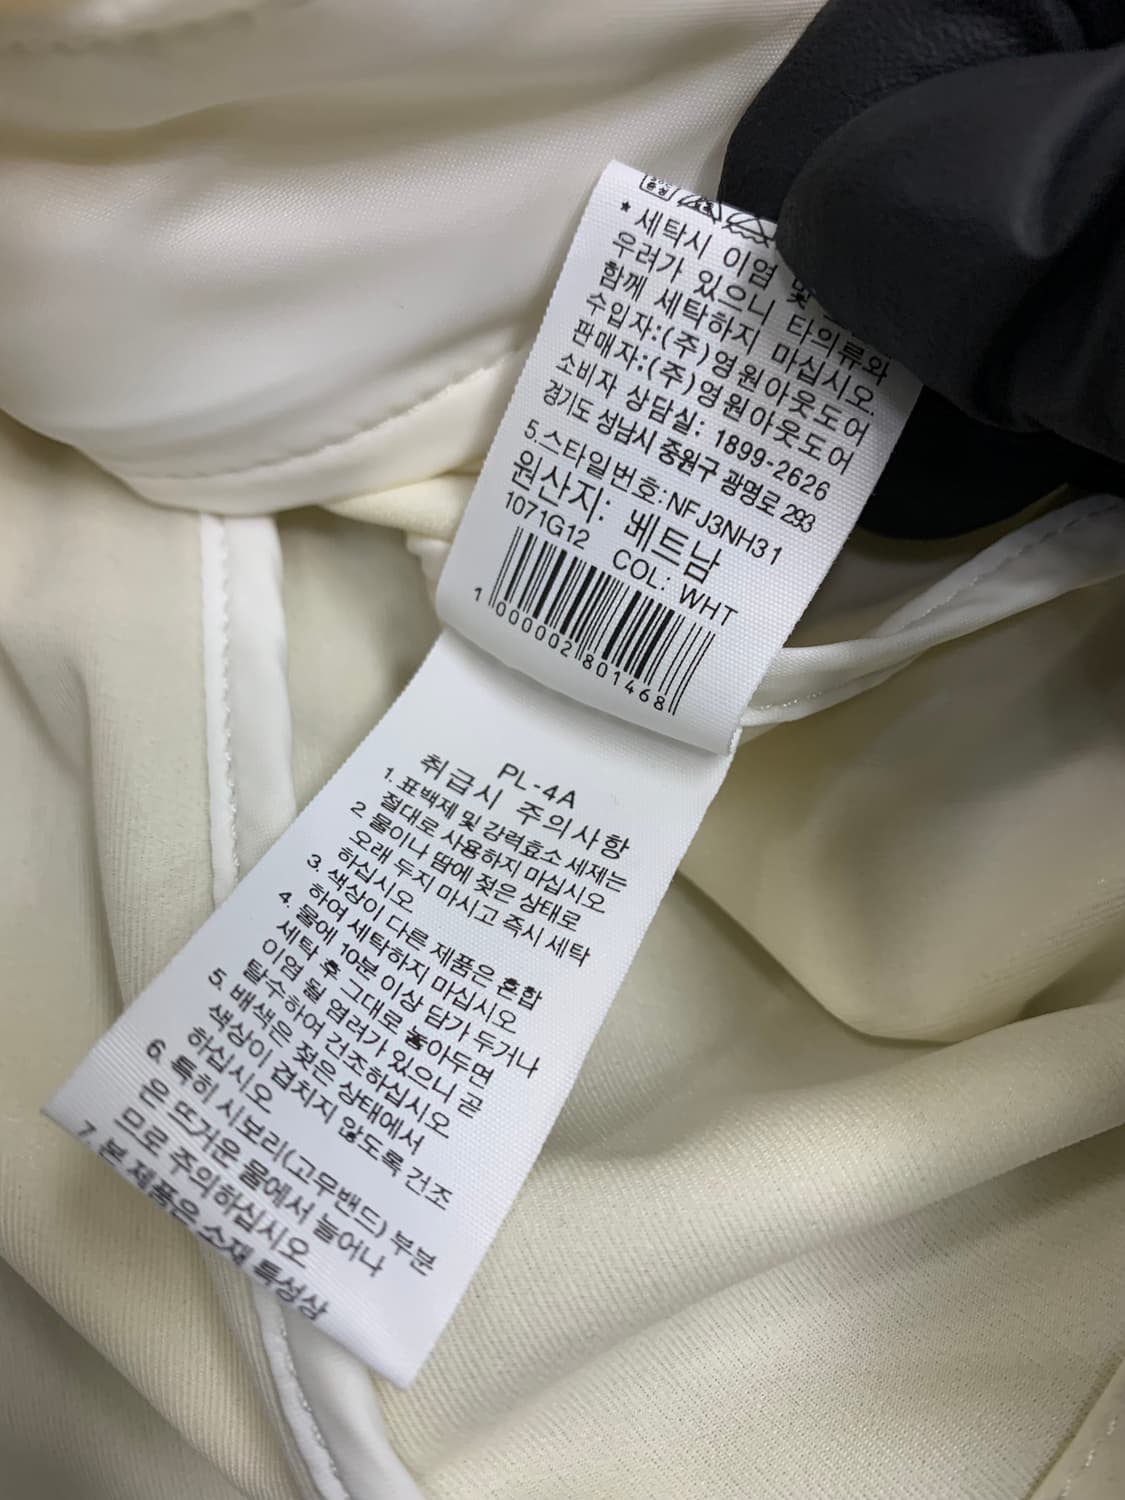 * 세탁시 이염 및
우려가 있으니 타의류와
함께 세탁하지 마십시오.
수입자:(주)영원아웃도어
판매자:(주)영원아웃도어
소비자 상담실: 1899-2626
경기도 성남시 중원구 광명로 293
5.스타일번호:NFJ3NH31
원산지: 베트남
1071G12 COL: WHT
1000002801468
PL-4A
취급시 주의사항
1. 표백제 및 강력효소 세제는
절대로 사용하지 마십시오
2 물이나 땀에 젖은 상태로
오래 두지 마시고 즉시 세탁
하십시오
3. 색상이 다른 제품은 혼합
하여 세탁하지 마십시오
4. 물에 10분 이상 담가 두거나
세탁 후 그대로 놓아두면
이염 될 염려가 있으니 곧
탈수하여 건조하십시오
5. 배색은 젖은 상태에서
색상이 겹치지 않도록 건조
하십시오
6. 특히 시보리(고무밴드) 부분
은 뜨거운 물에서 늘어나
므로 주의하십시오
7. 본 제품은 소재 특성상